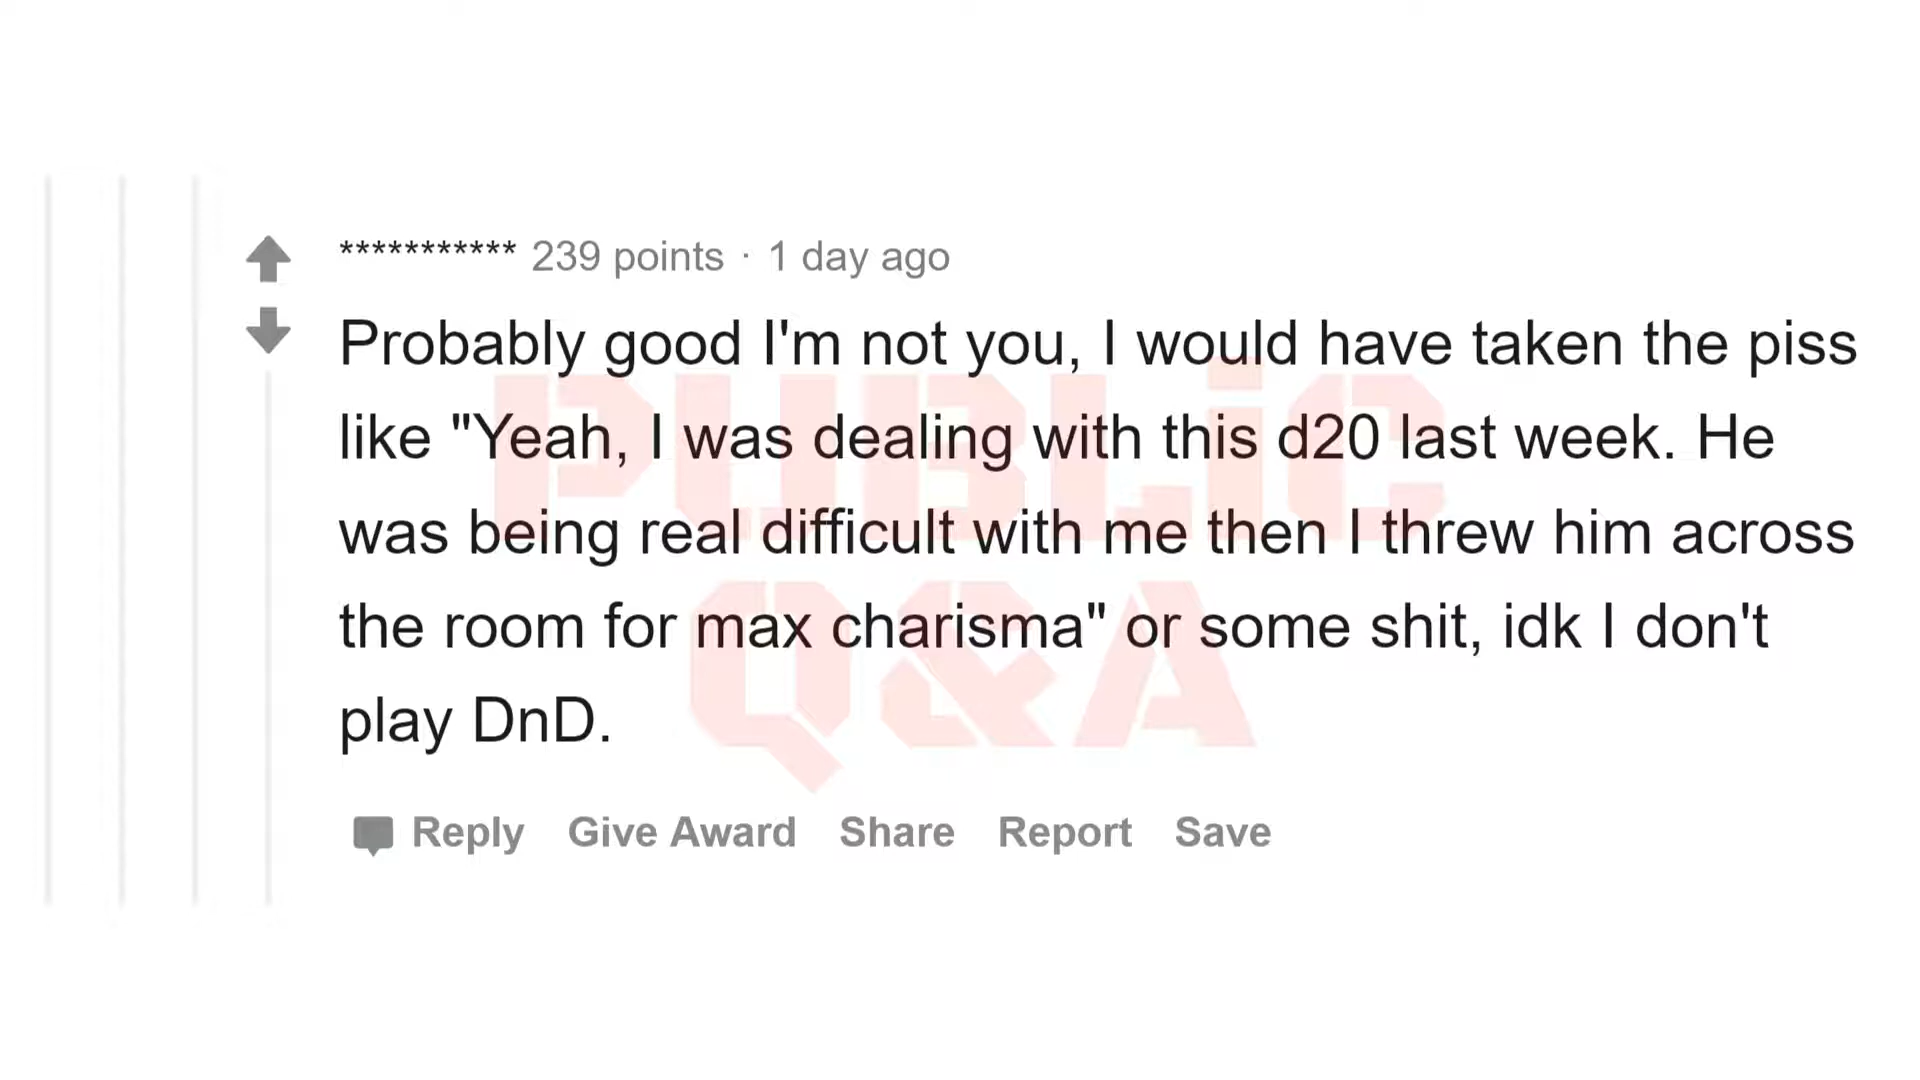 *********** 239 points · 1 day ago
Probably good I'm not you, I would have taken the piss
like "Yeah, I was dealing with this d20 last week. He
was being real difficult with me then I threw him across
the room for max charisma" or some shit, idk I don't
play DnD.
Reply Give Award Share Report Save
PUBLiC
Q&A